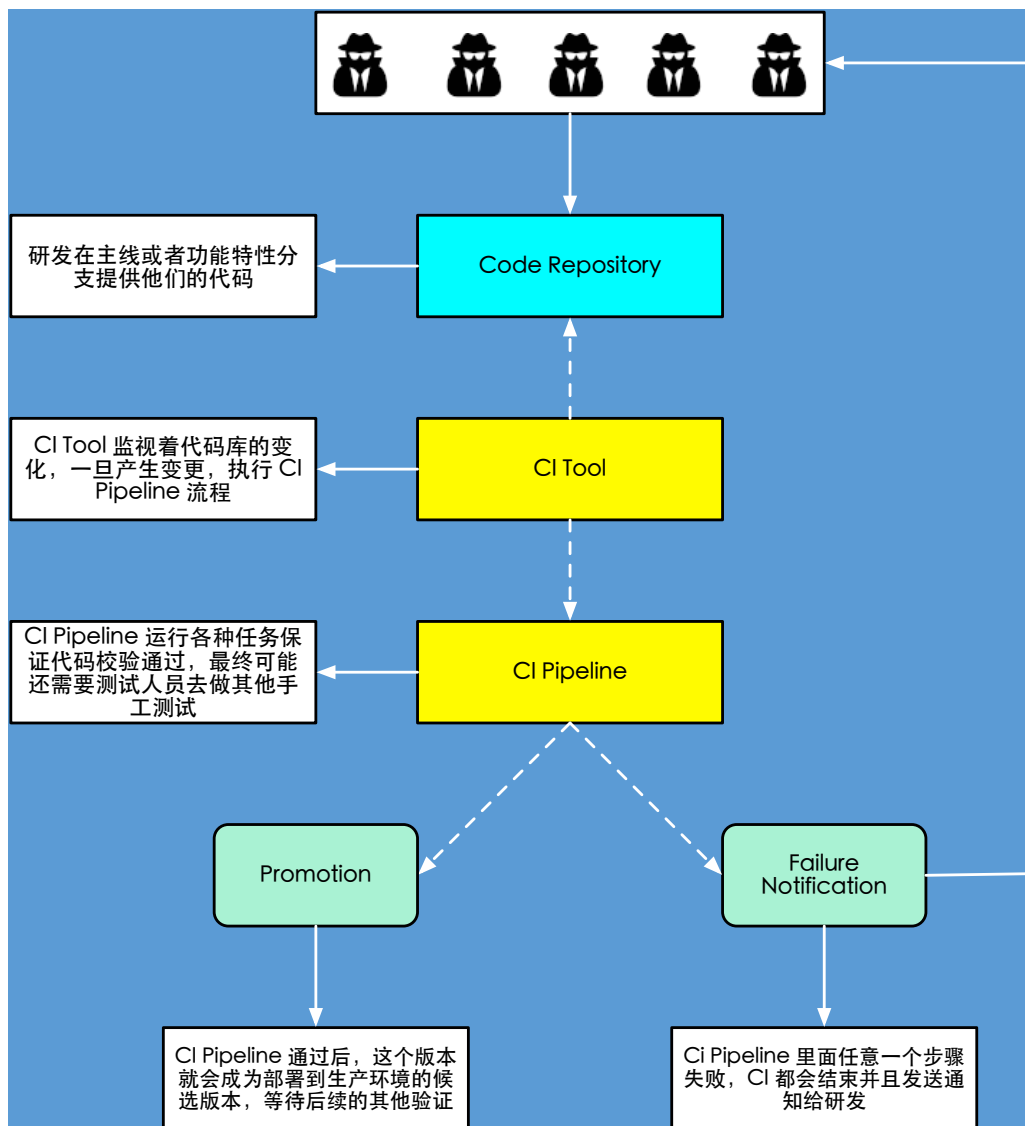 研发在主线或者功能特性分
支提供他们的代码
Code Repository
CI Tool 监视着代码库的变
化，一旦产生变更，执行 CI
Pipeline 流程
CI Tool
CI Pipeline 运行各种任务保
证代码校验通过，最终可能
还需要测试人员去做其他手
工测试
CI Pipeline
Promotion
Failure
Notification
CI Pipeline 通过后，这个版本
就会成为部署到生产环境的候
选版本，等待后续的其他验证
Ci Pipeline 里面任意一个步骤
失败，CI 都会结束并且发送通
知给研发